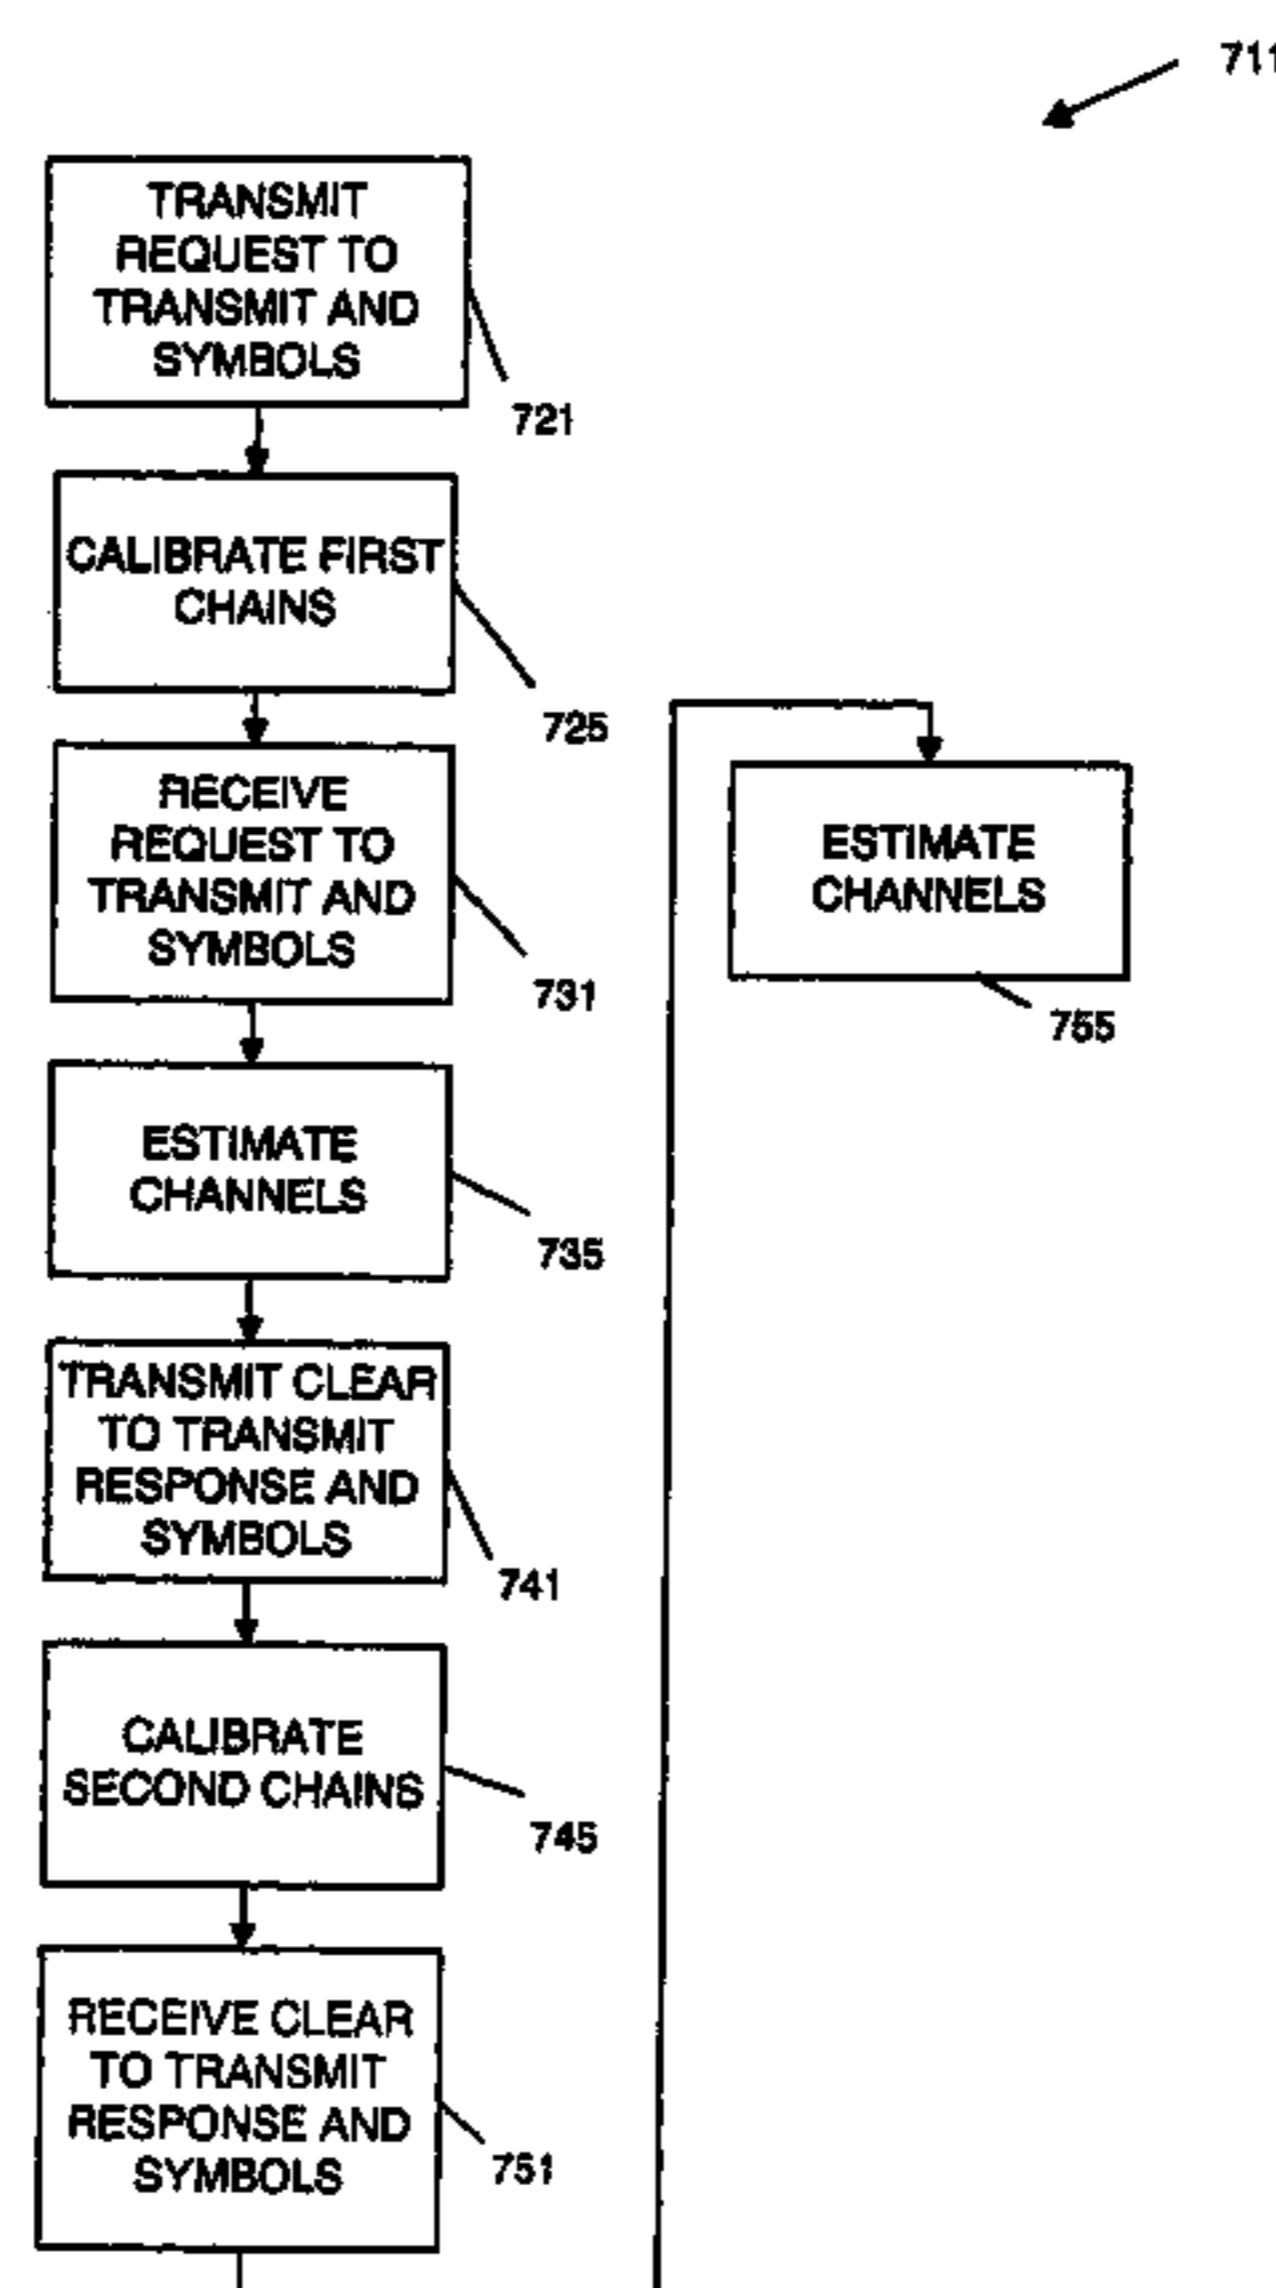 711
TRANSMIT
REQUEST TO
TRANSMIT AND
SYMBOLS
721
CALIBRATE FIRST
CHAINS
725
RECEIVE
REQUEST TO
TRANSMIT AND
SYMBOLS
731
ESTIMATE
CHANNELS
735
TRANSMIT CLEAR
TO TRANSMIT
RESPONSE AND
SYMBOLS
741
CALIBRATE
SECOND CHAINS
745
RECEIVE CLEAR
TO TRANSMIT
RESPONSE AND
SYMBOLS
751
ESTIMATE
CHANNELS
755